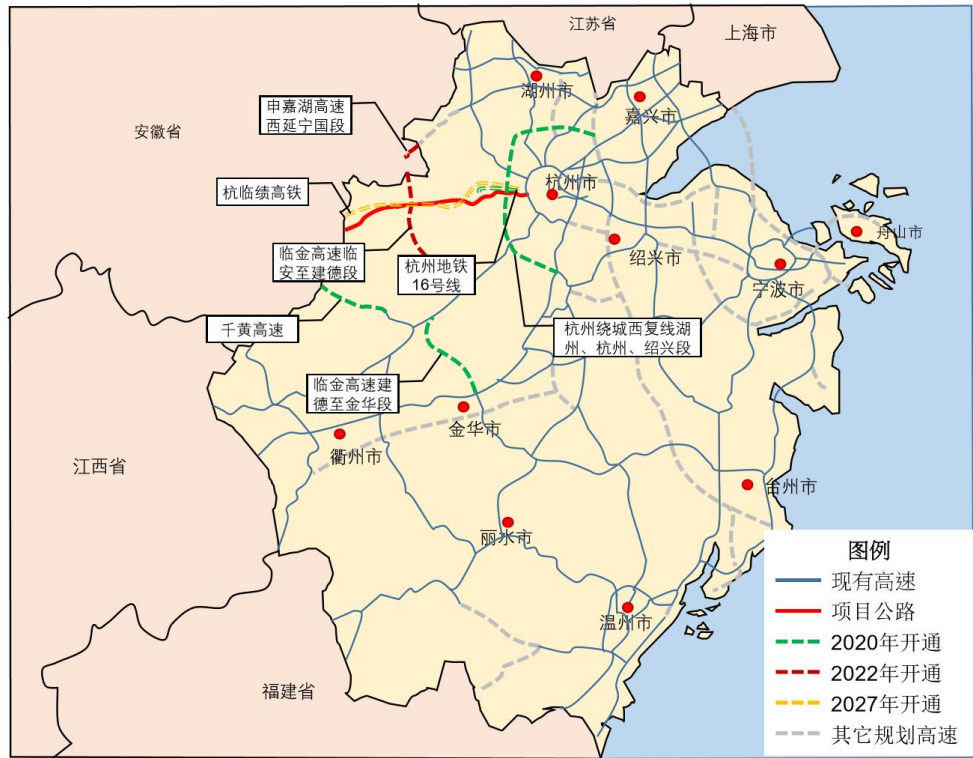 江苏省
上海市
湖州市
嘉兴市
申嘉湖高速
西延宁国段
安徽省
杭临绩高铁
杭州市
舟山市
临金高速临
安至建德段
杭州地铁
16号线
绍兴市
宁波市
千黄高速
杭州绕城西复线湖
州、杭州、绍兴段
临金高速建
德至金华段
金华市
衢州市
江西省
台州市
丽水市
温州市
福建省
图例
现有高速
项目公路
2020年开通
2022年开通
2027年开通
其它规划高速